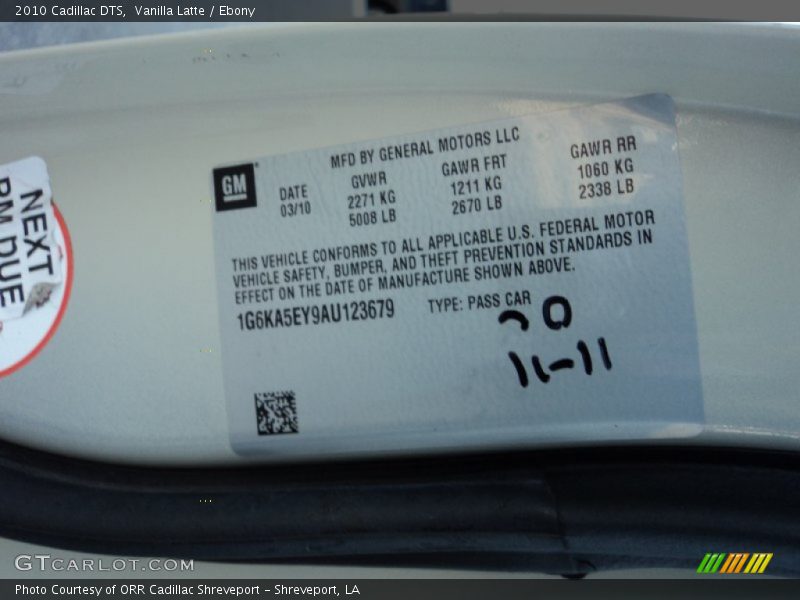 2010 Cadillac DTS, Vanilla Latte / Ebony
GM
MFD BY GENERAL MOTORS LLC
DATE GVWR GAWR FRT GAWR RR
03/10 2271 KG 1211 KG 1060 KG
5008 LB 2670 LB 2338 LB
THIS VEHICLE CONFORMS TO ALL APPLICABLE U.S. FEDERAL MOTOR
VEHICLE SAFETY, BUMPER, AND THEFT PREVENTION STANDARDS IN
EFFECT ON THE DATE OF MANUFACTURE SHOWN ABOVE.
1G6KA5EY9AU123679 TYPE: PASS CAR
NEXT
PM DUE
GTCARLOT.COM
Photo Courtesy of ORR Cadillac Shreveport – Shreveport, LA